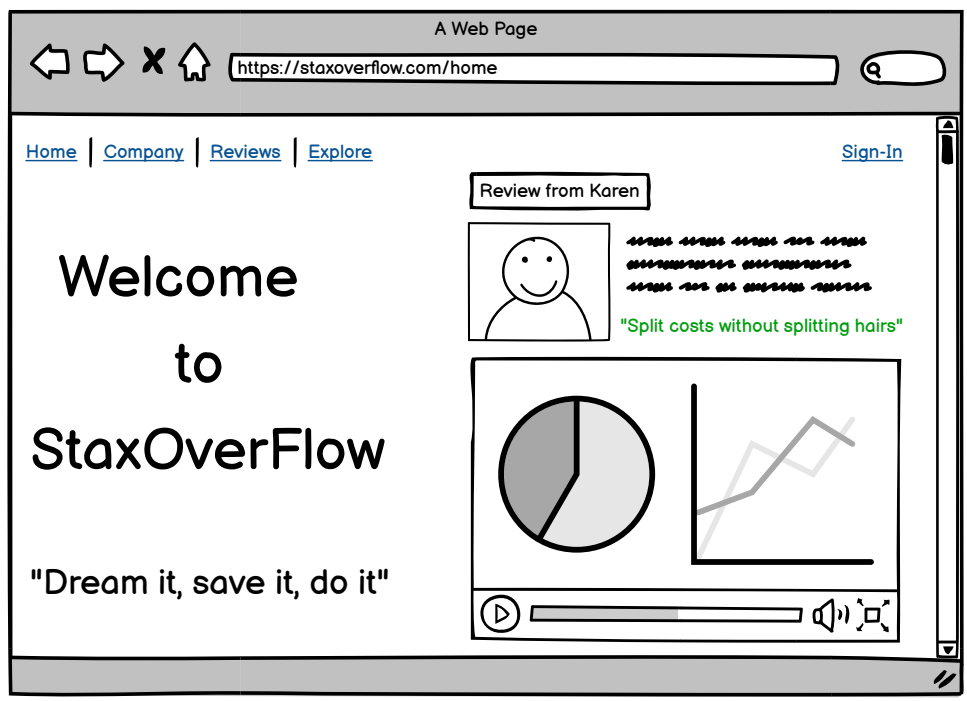 A Web Page
https://staxoverflow.com/home
Home Company Reviews Explore Sign-In
Review from Karen
Welcome
to
StaxOverFlow
"Split costs without splitting hairs"
"Dream it, save it, do it"